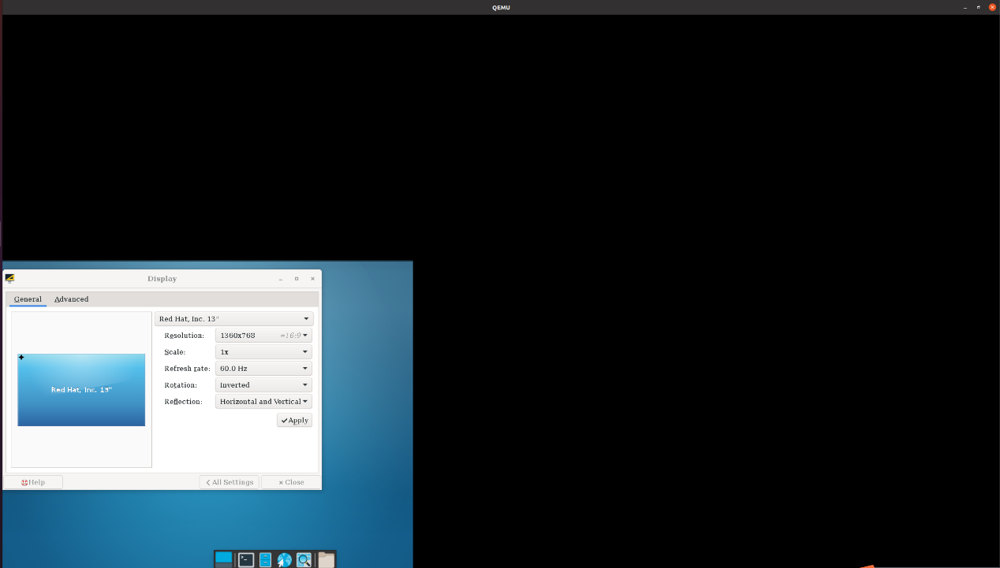 QEMU
Display
General Advanced
Red Hat, Inc. 13"
Resolution: 1360x768 ≈16:9
Scale: 1x
Refresh rate: 60.0 Hz
Red Hat, Inc. 13"
Rotation: Inverted
Reflection: Horizontal and Vertical
Apply
Help All Settings Close